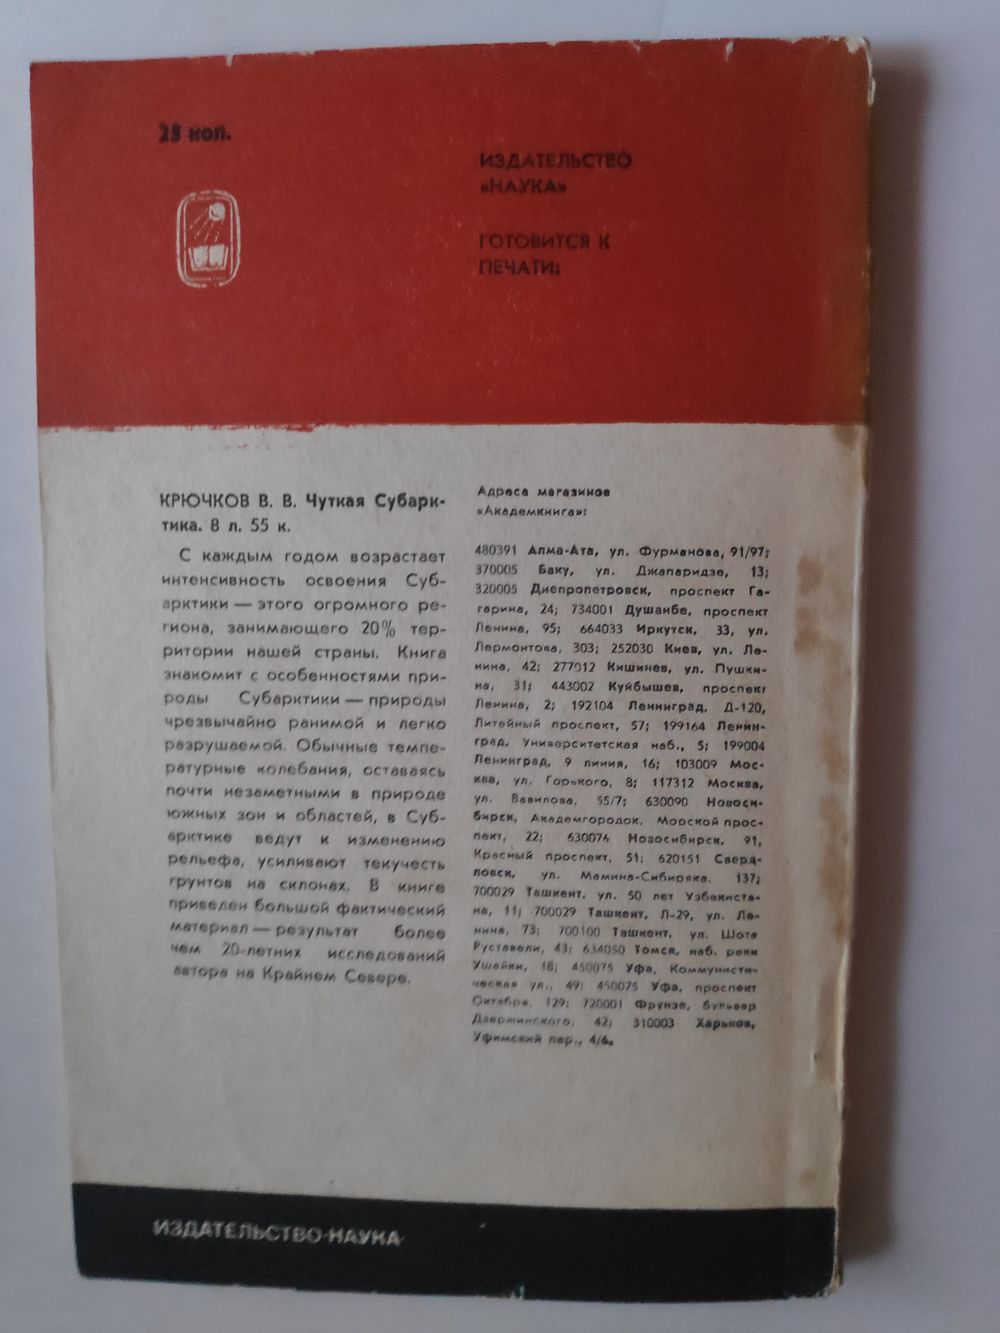 25 коп.
ИЗДАТЕЛЬСТВО
«НАУКА»
ГОТОВИТСЯ К
ПЕЧАТИ:
КРЮЧКОВ В. В. Чуткая Субарк-
тика. 8 л. 55 к.
С каждым годом возрастает
интенсивность освоения Суб-
арктики — этого огромного ре-
гиона, занимающего 20% тер-
ритории нашей страны. Книга
знакомит с особенностями при-
роды Субарктики — природы
чрезвычайно ранимой и легко
разрушаемой. Обычные темпе-
ратурные колебания, оставаясь
почти незаметными в природе
южных зон и областей, в Суб-
арктике ведут к изменению
рельефа, усиливают текучесть
грунтов на склонах. В книге
приведен большой фактический
материал — результат более
чем 20-летних исследований
автора на Крайнем Севере.
Адреса магазинов
«Академкнига»:
480391 Алма-Ата, ул. Фурманова, 91/97;
370005 Баку, ул. Джапаридзе, 13;
320005 Днепропетровск, проспект Га-
гарина, 24; 734001 Душанбе, проспект
Ленина, 95; 664033 Иркутск, 33, ул.
Лермонтова, 303; 252030 Киев, ул. Ле-
нина, 42; 277012 Кишинев, ул. Пушки-
на, 31; 443002 Куйбышев, проспект
Ленина, 2; 192104 Ленинград, Д-120,
Литейный проспект, 57; 199164 Ленин-
град, Университетская наб., 5; 199004
Ленинград, 9 линия, 16; 103009 Мос-
ква, ул. Горького, 8; 117312 Москва,
ул. Вавилова, 55/7; 630090 Новоси-
бирск, Академгородок, Морской прос-
пект, 22; 630076 Новосибирск, 91,
Красный проспект, 51; 620151 Сверд-
ловск, ул. Мамина-Сибиряка, 137;
700029 Ташкент, ул. 50 лет Узбекиста-
на, 11; 700029 Ташкент, Л-29, ул. Ле-
нина, 73; 700100 Ташкент, ул. Шота
Руставели, 43; 634050 Томск, наб. реки
Ушайки, 18; 450075 Уфа, Коммунисти-
ческая ул., 49; 450075 Уфа, проспект
Октября, 129; 720001 Фрунзе, бульвар
Дзержинского, 42; 310003 Харьков,
Уфимский пер., 4/6.
ИЗДАТЕЛЬСТВО·НАУКА·